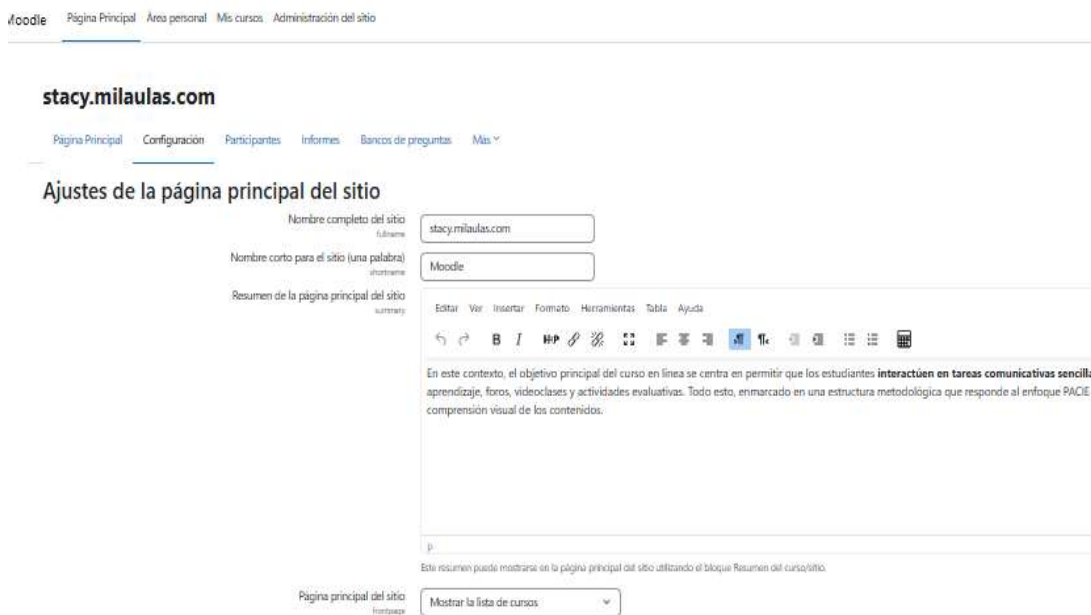 Moodle Página Principal Área personal Mis cursos Administración del sitio
stacy.milaulas.com
Página Principal Configuración Participantes Informes Bancos de preguntas Más
Ajustes de la página principal del sitio
Nombre completo del sitio
fullname
stacy.milaulas.com
Nombre corto para el sitio (una palabra)
shortname
Moodle
Resumen de la página principal del sitio
summary
Editar Ver Insertar Formato Herramientas Tabla Ayuda
B I H5P
En este contexto, el objetivo principal del curso en línea se centra en permitir que los estudiantes interactúen en tareas comunicativas sencilla
aprendizaje, foros, videoclases y actividades evaluativas. Todo esto, enmarcado en una estructura metodológica que responde al enfoque PACIE
comprensión visual de los contenidos.
p
Este resumen puede mostrarse en la página principal del sitio utilizando el bloque Resumen del curso/sitio.
Página principal del sitio
frontpage
Mostrar la lista de cursos